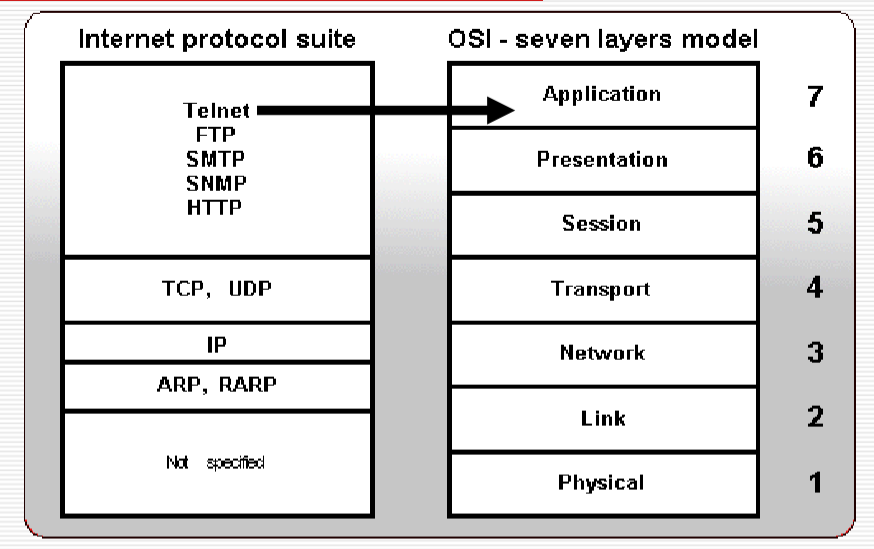 Internet protocol suite
OSI - seven layers model
Telnet
FTP
SMTP
SNMP
HTTP
TCP, UDP
IP
ARP, RARP
Not specified
Application 7
Presentation 6
Session 5
Transport 4
Network 3
Link 2
Physical 1